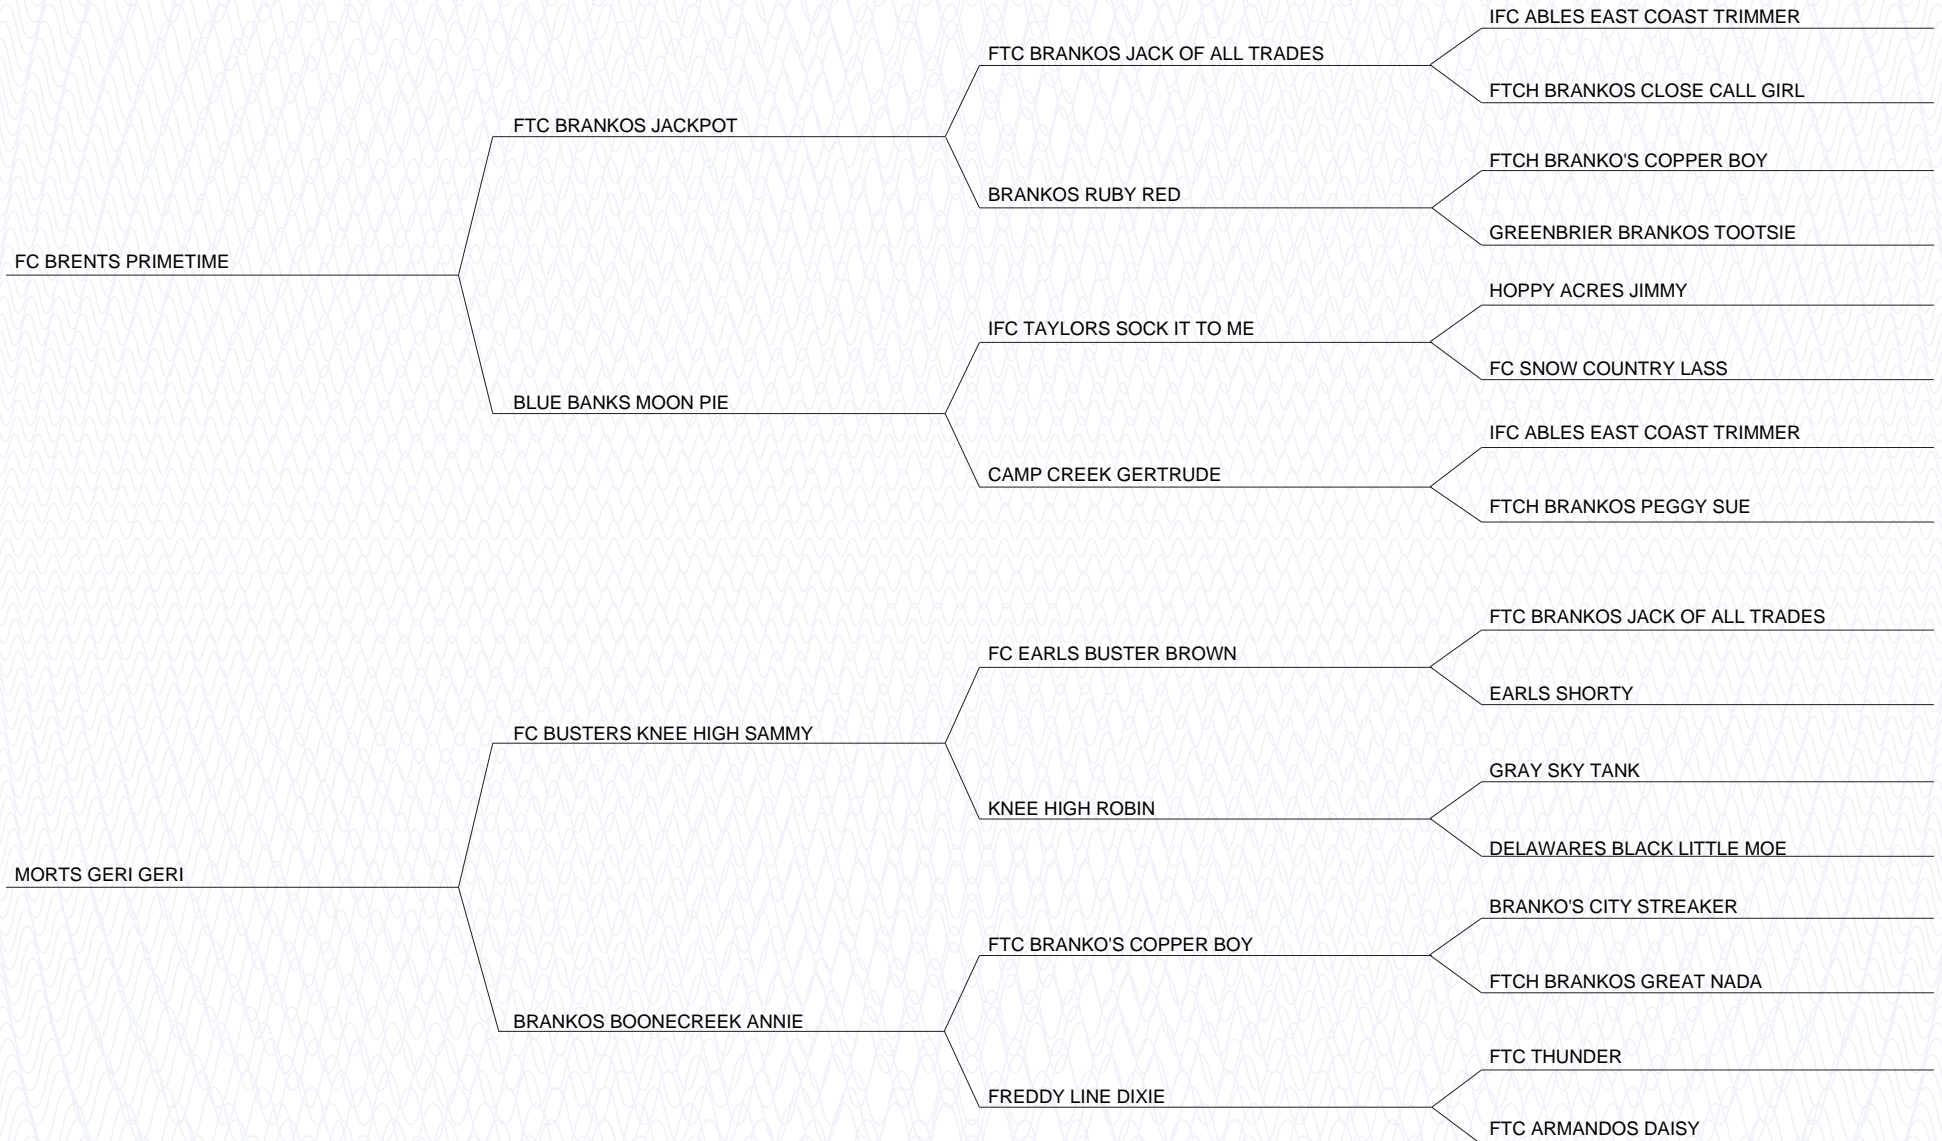 IFC ABLES EAST COAST TRIMMER
FTC BRANKOS JACK OF ALL TRADES
FTCH BRANKOS CLOSE CALL GIRL
FTC BRANKOS JACKPOT
FTCH BRANKO'S COPPER BOY
BRANKOS RUBY RED
GREENBRIER BRANKOS TOOTSIE
FC BRENTS PRIMETIME
HOPPY ACRES JIMMY
IFC TAYLORS SOCK IT TO ME
FC SNOW COUNTRY LASS
BLUE BANKS MOON PIE
IFC ABLES EAST COAST TRIMMER
CAMP CREEK GERTRUDE
FTCH BRANKOS PEGGY SUE
FTC BRANKOS JACK OF ALL TRADES
FC EARLS BUSTER BROWN
EARLS SHORTY
FC BUSTERS KNEE HIGH SAMMY
GRAY SKY TANK
KNEE HIGH ROBIN
DELAWARES BLACK LITTLE MOE
MORTS GERI GERI
BRANKO'S CITY STREAKER
FTC BRANKO'S COPPER BOY
FTCH BRANKOS GREAT NADA
BRANKOS BOONECREEK ANNIE
FTC THUNDER
FREDDY LINE DIXIE
FTC ARMANDOS DAISY